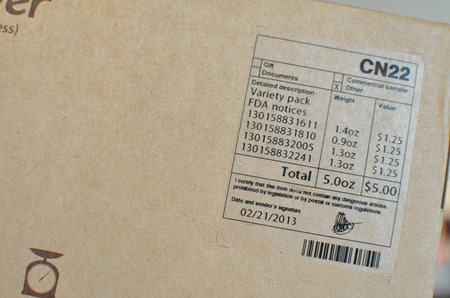 er
ess)
CN22
Gift
Documents
Commercial sample
X Other
Detailed description Weight Value
Variety pack
FDA notices
130158831611 1.4oz $1.25
130158831810 0.9oz $1.25
130158832005 1.3oz $1.25
130158832241 1.3oz $1.25
Total 5.0oz $5.00
I certify that this item does not contain any dangerous articles
prohibited by legislation or by postal or customs regulations.
Date and sender's signature
02/21/2013